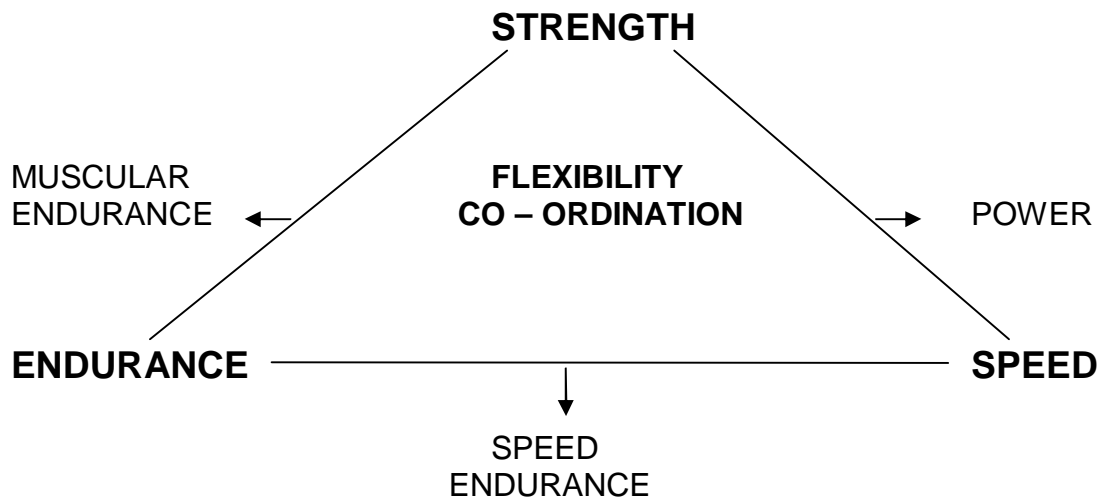 STRENGTH
MUSCULAR
ENDURANCE
FLEXIBILITY
CO – ORDINATION
POWER
ENDURANCE
SPEED
SPEED
ENDURANCE